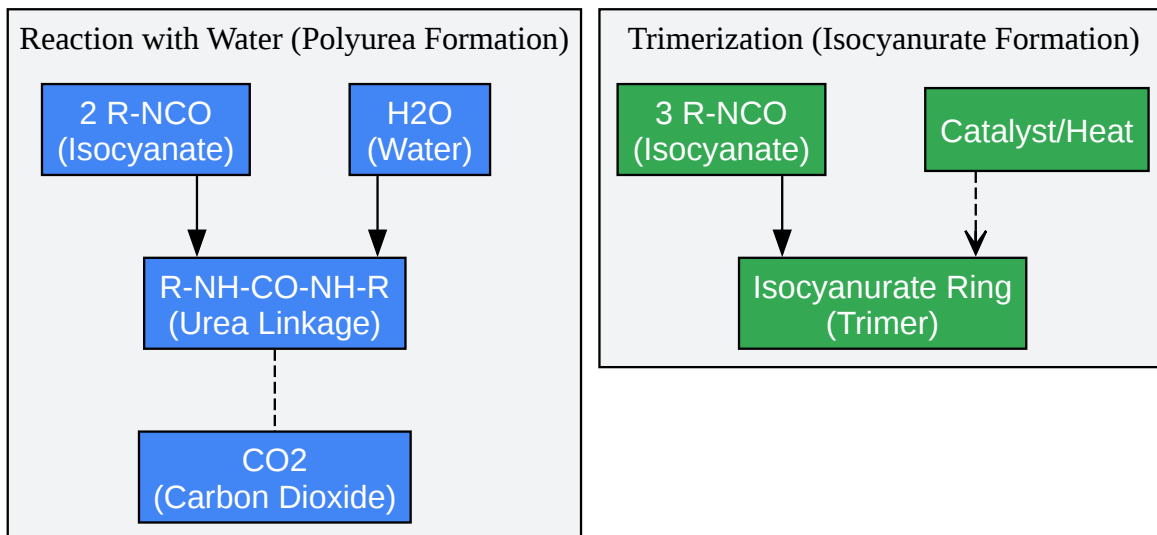 Reaction with Water (Polyurea Formation)
2 R-NCO
(Isocyanate)
H2O
(Water)
R-NH-CO-NH-R
(Urea Linkage)
CO2
(Carbon Dioxide)
Trimerization (Isocyanurate Formation)
3 R-NCO
(Isocyanate)
Catalyst/Heat
Isocyanurate Ring
(Trimer)